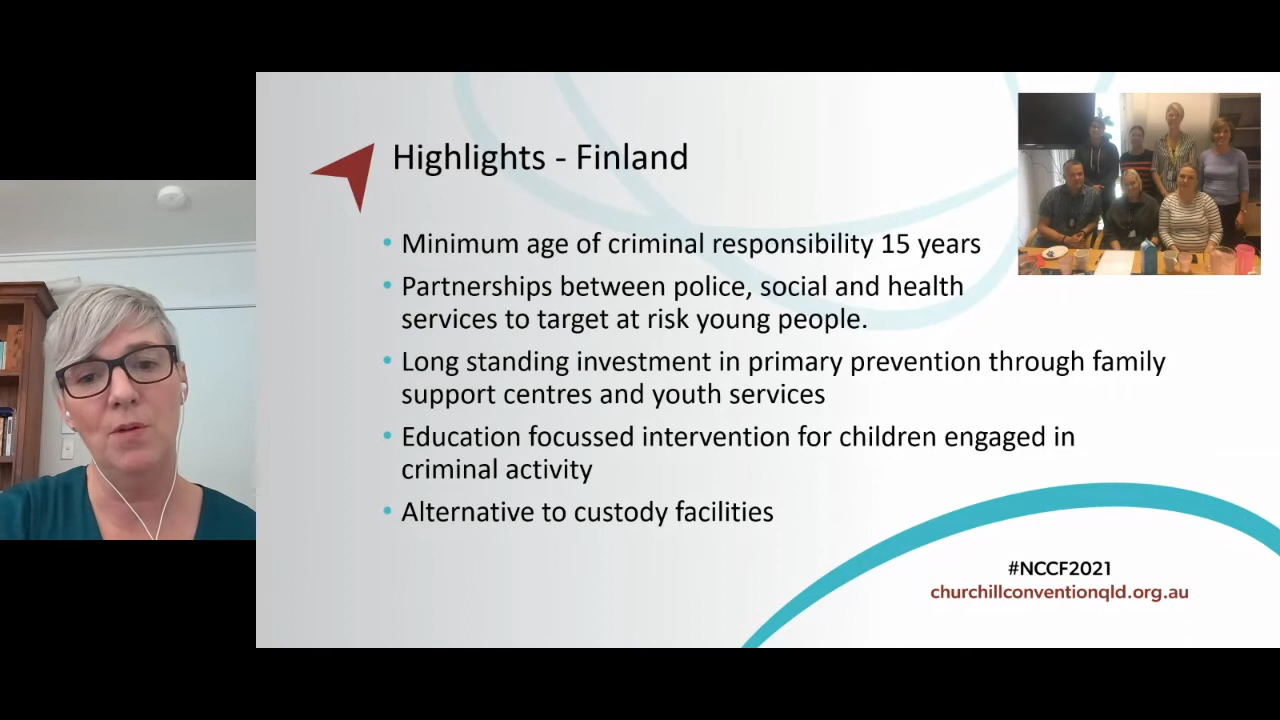 Highlights - Finland
• Minimum age of criminal responsibility 15 years
• Partnerships between police, social and health
services to target at risk young people.
• Long standing investment in primary prevention through family
support centres and youth services
• Education focussed intervention for children engaged in
criminal activity
• Alternative to custody facilities
#NCCF2021
churchillconventionqld.org.au